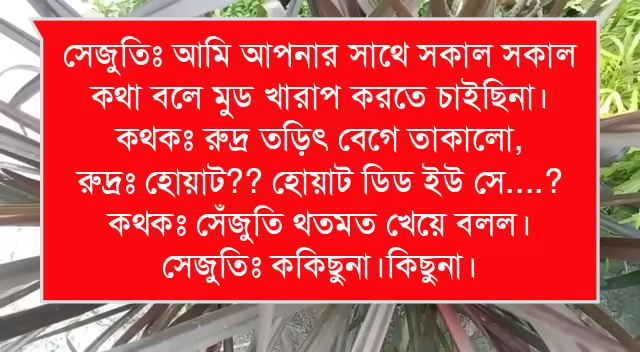 সেজুতিঃ আমি আপনার সাথে সকাল সকাল
কথা বলে মুড খারাপ করতে চাইছিনা।
কথকঃ রুদ্র তড়িৎ বেগে তাকালো,
রুদ্রঃ হোয়াট?? হোয়াট ডিড ইউ সে....?
কথকঃ সেঁজুতি থতমত খেয়ে বলল।
সেজুতিঃ ককিছুনা।কিছুনা।